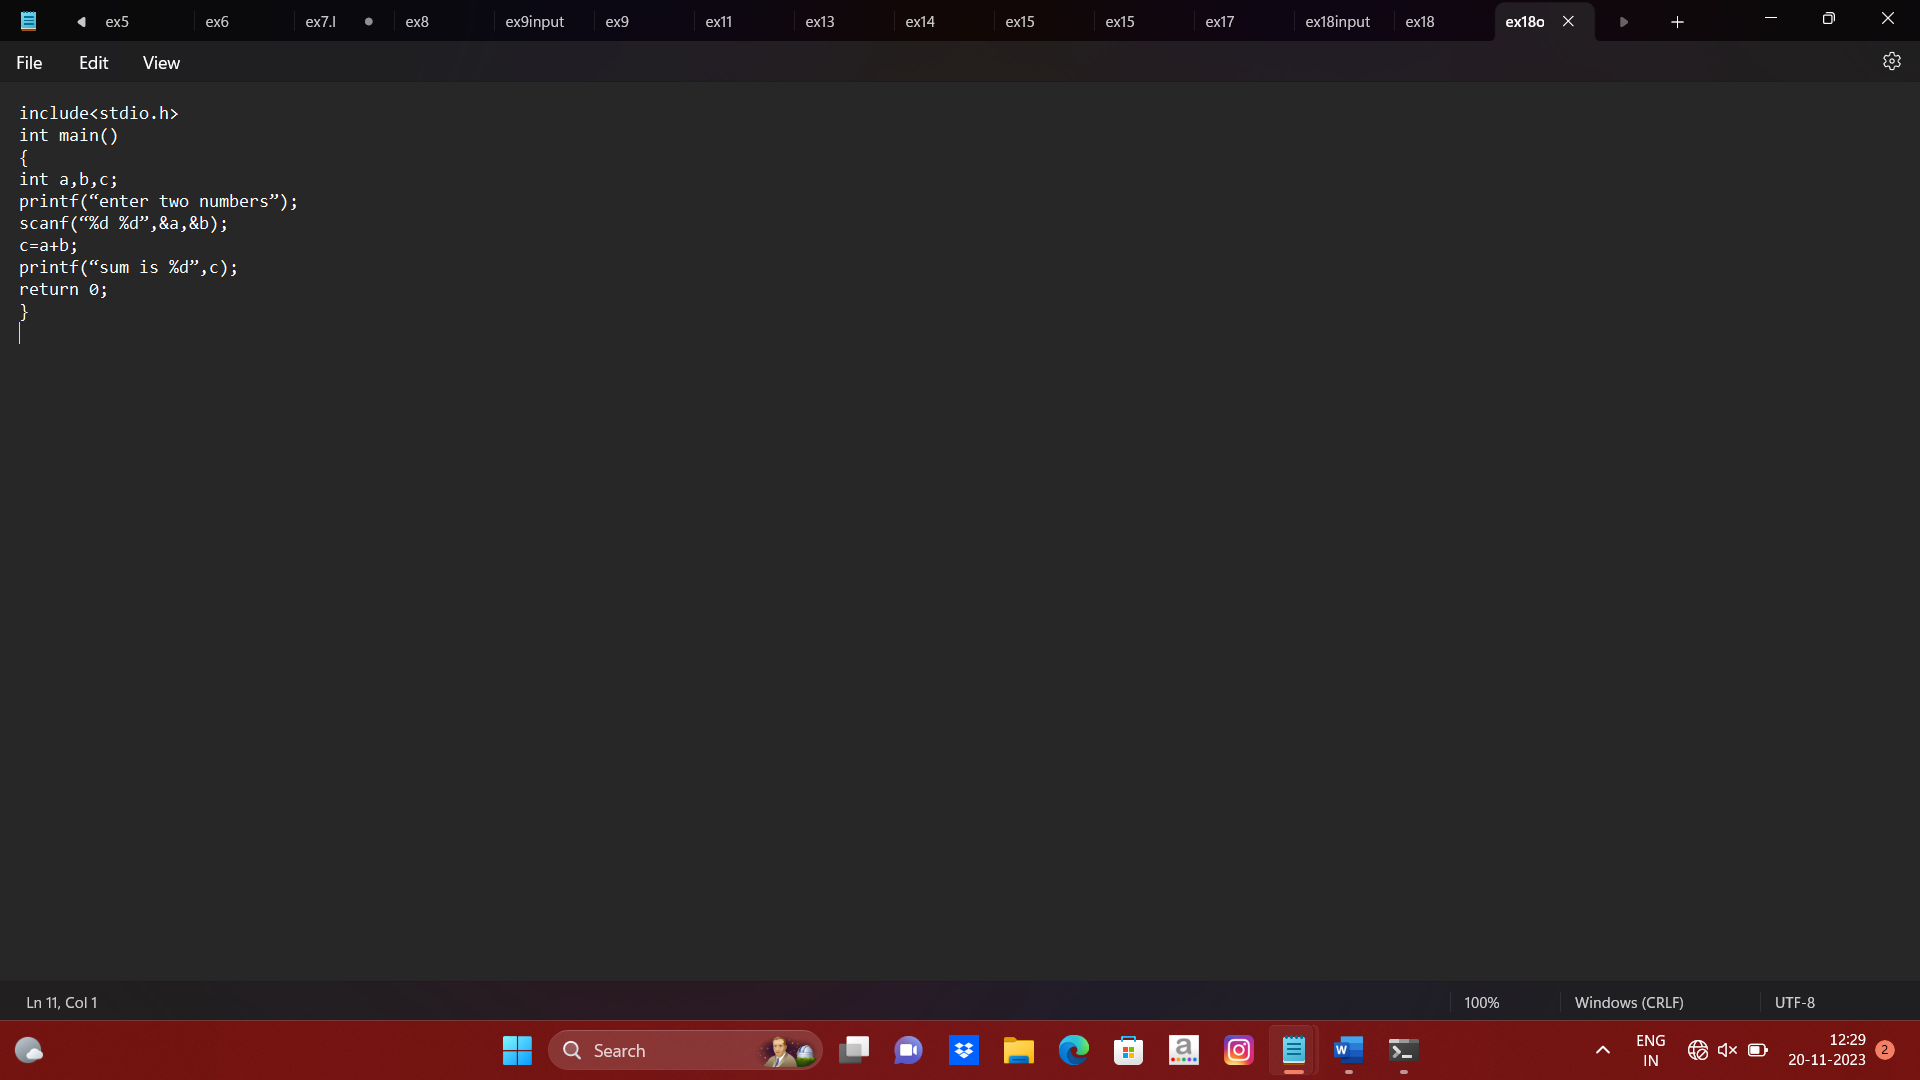 ex5 ex6 ex7.l ex8 ex9input ex9 ex11 ex13 ex14 ex15 ex15 ex17 ex18input ex18 ex18o
File Edit View
include<stdio.h>
int main()
{
int a,b,c;
printf(“enter two numbers”);
scanf(“%d %d”,&a,&b);
c=a+b;
printf(“sum is %d”,c);
return 0;
}
Ln 11, Col 1 100% Windows (CRLF) UTF-8
Search a W ENG 12:29
IN 20-11-2023 2